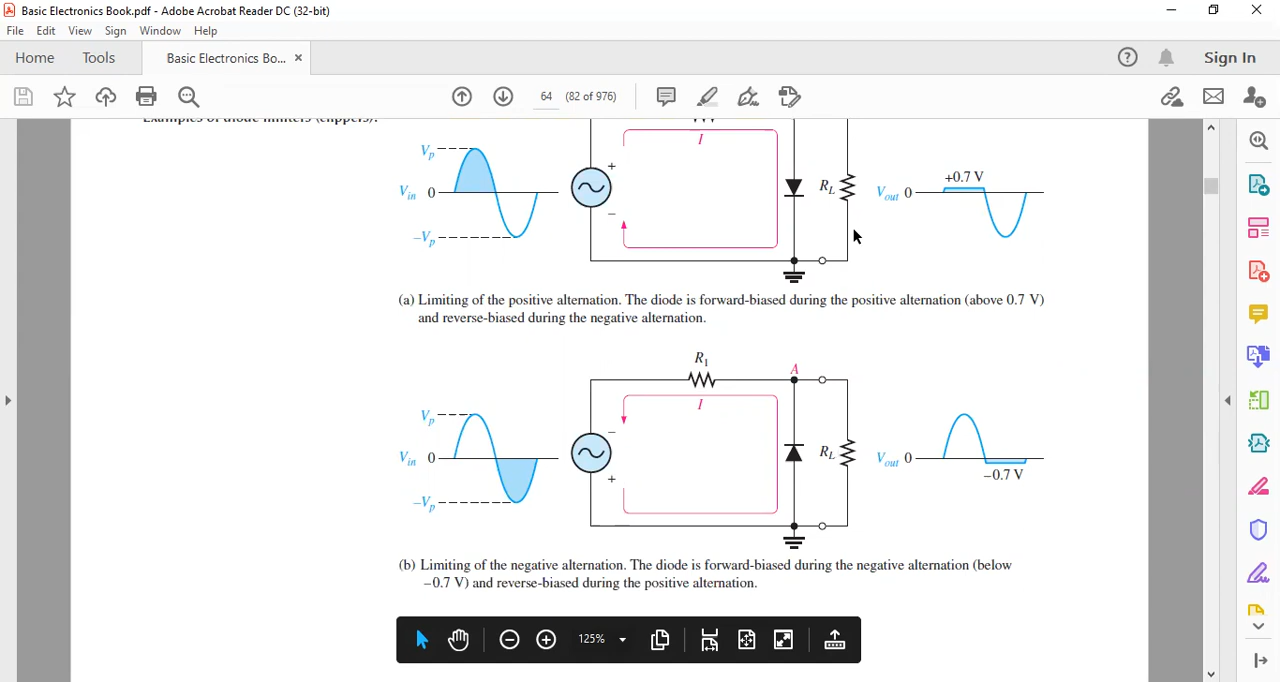 Basic Electronics Book.pdf - Adobe Acrobat Reader DC (32-bit)
File Edit View Sign Window Help
Home Tools Basic Electronics Bo... × Sign In
64 (82 of 976)
Examples of diode limiters (clippers).
I
Vp
Vin 0
–Vp
+
–
RL
+0.7 V
Vout 0
(a) Limiting of the positive alternation. The diode is forward-biased during the positive alternation (above 0.7 V)
and reverse-biased during the negative alternation.
R1
A
I
Vp
Vin 0
–Vp
–
+
RL
Vout 0
–0.7 V
(b) Limiting of the negative alternation. The diode is forward-biased during the negative alternation (below
–0.7 V) and reverse-biased during the positive alternation.
125%